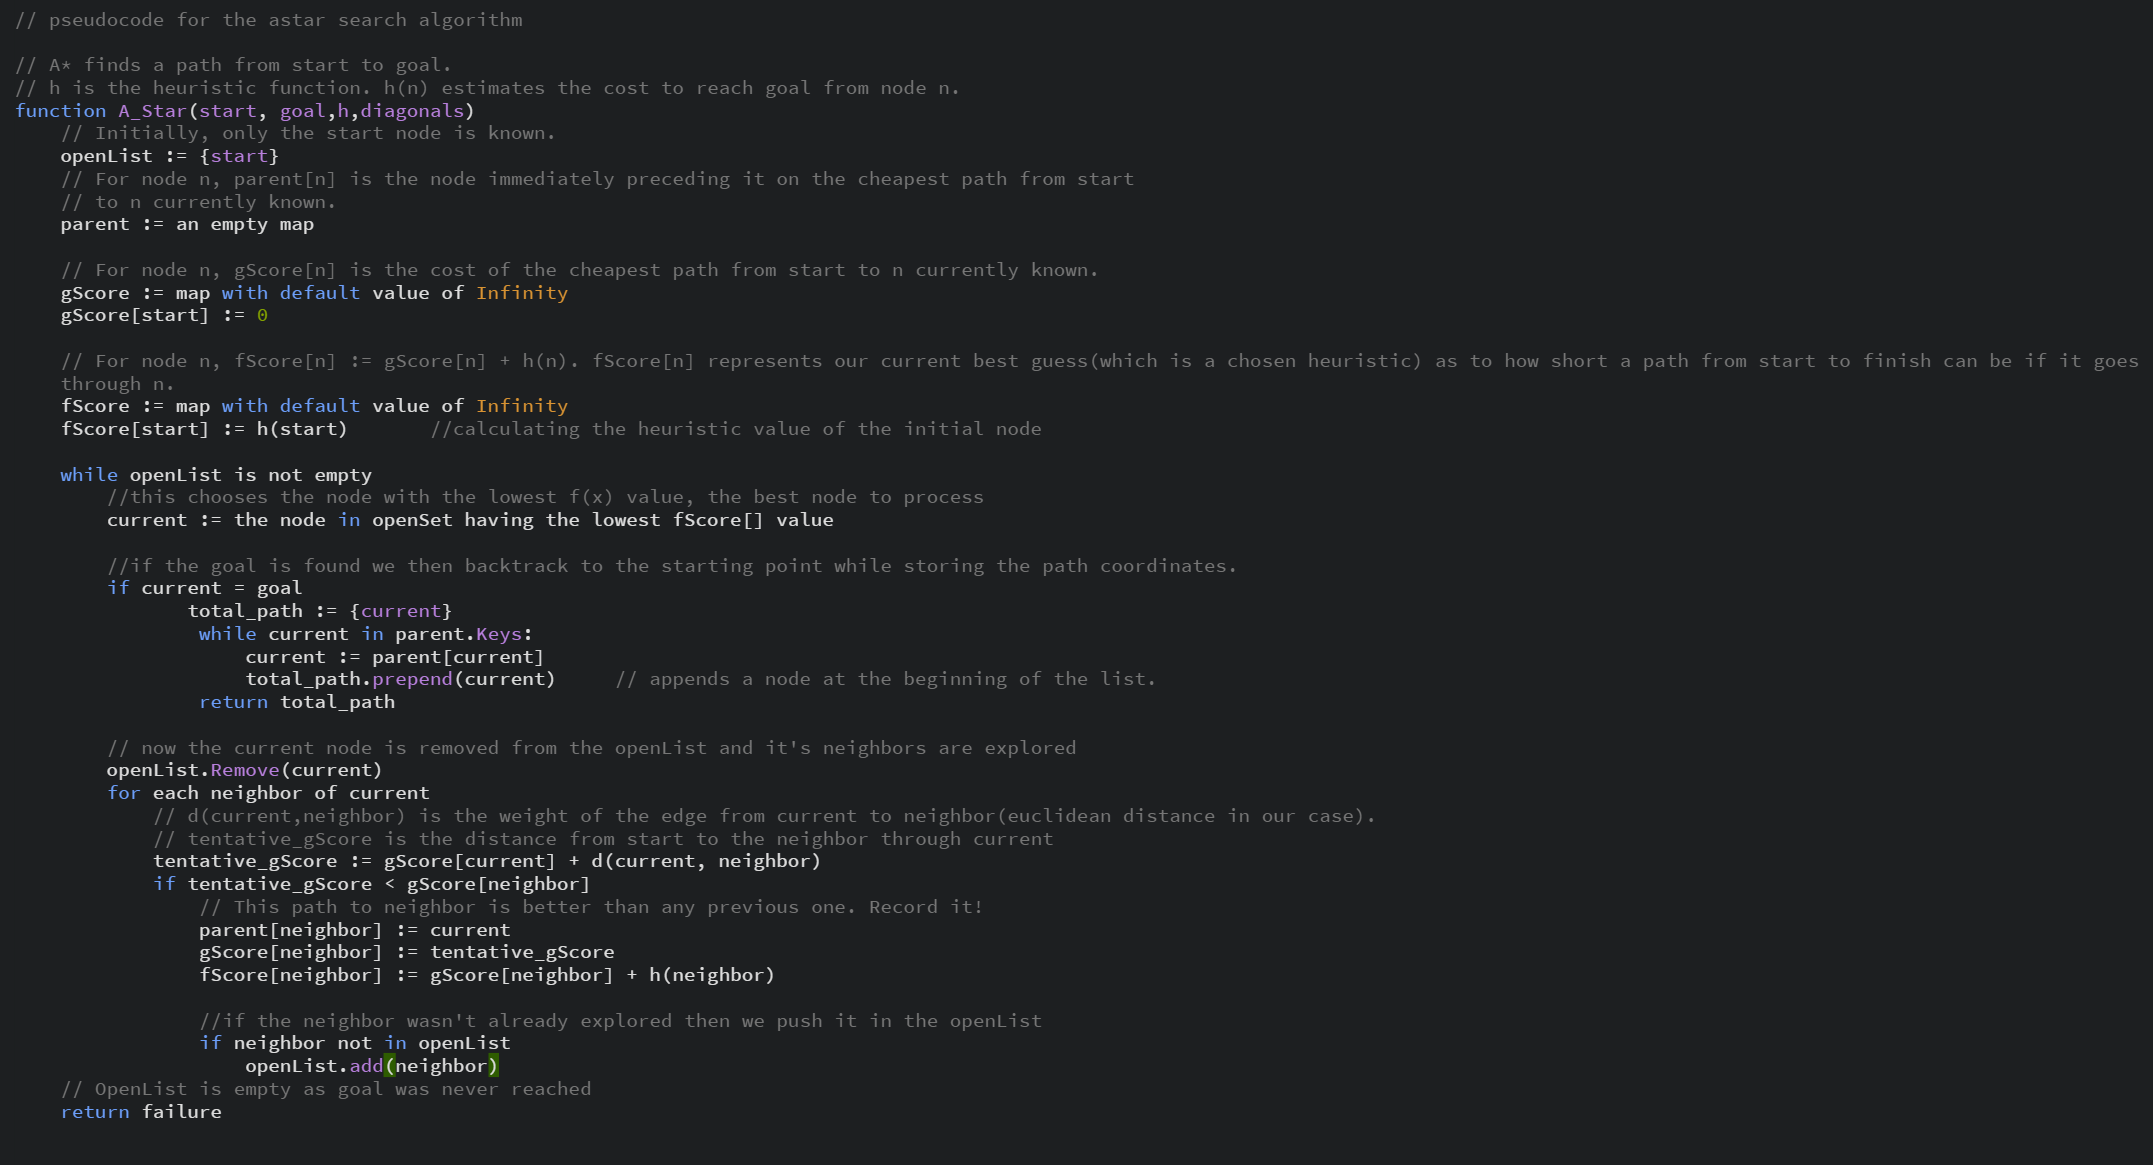 // pseudocode for the astar search algorithm
// A* finds a path from start to goal.
// h is the heuristic function. h(n) estimates the cost to reach goal from node n.
function A_Star(start, goal,h,diagonals)
// Initially, only the start node is known.
openList := {start}
// For node n, parent[n] is the node immediately preceding it on the cheapest path from start
// to n currently known.
parent := an empty map
// For node n, gScore[n] is the cost of the cheapest path from start to n currently known.
gScore := map with default value of Infinity
gScore[start] := 0
// For node n, fScore[n] := gScore[n] + h(n). fScore[n] represents our current best guess(which is a chosen heuristic) as to how short a path from start to finish can be if it goes
through n.
fScore := map with default value of Infinity
fScore[start] := h(start) //calculating the heuristic value of the initial node
while openList is not empty
//this chooses the node with the lowest f(x) value, the best node to process
current := the node in openSet having the lowest fScore[] value
//if the goal is found we then backtrack to the starting point while storing the path coordinates.
if current = goal
total_path := {current}
while current in parent.Keys:
current := parent[current]
total_path.prepend(current) // appends a node at the beginning of the list.
return total_path
// now the current node is removed from the openList and it's neighbors are explored
openList.Remove(current)
for each neighbor of current
// d(current,neighbor) is the weight of the edge from current to neighbor(euclidean distance in our case).
// tentative_gScore is the distance from start to the neighbor through current
tentative_gScore := gScore[current] + d(current, neighbor)
if tentative_gScore < gScore[neighbor]
// This path to neighbor is better than any previous one. Record it!
parent[neighbor] := current
gScore[neighbor] := tentative_gScore
fScore[neighbor] := gScore[neighbor] + h(neighbor)
//if the neighbor wasn't already explored then we push it in the openList
if neighbor not in openList
openList.add(neighbor)
// OpenList is empty as goal was never reached
return failure